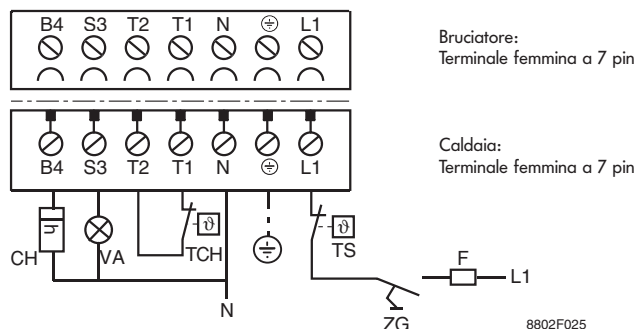 B4 S3 T2 T1 N L1
Bruciatore:
Terminale femmina a 7 pin
Caldaia:
Terminale femmina a 7 pin
B4 S3 T2 T1 N L1
h
ϑ
ϑ
CH
VA
TCH
TS
F
L1
N
ZG
8802F025